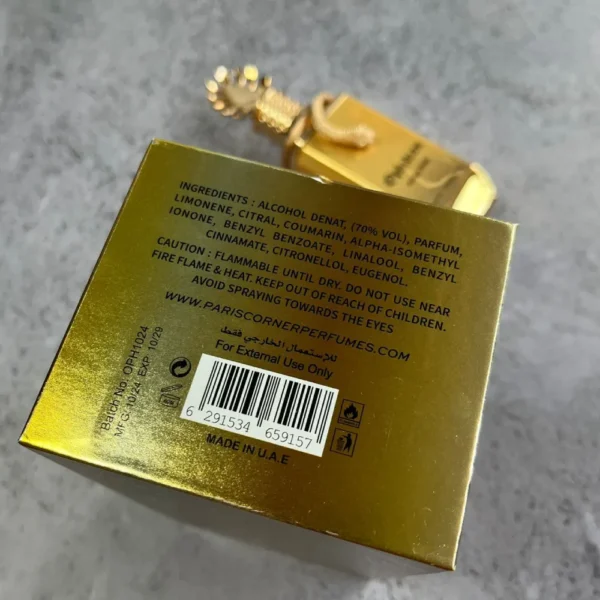 INGREDIENTS : ALCOHOL DENAT, (70% VOL), PARFUM,
LIMONENE, CITRAL, COUMARIN, ALPHA-ISOMETHYL
IONONE, BENZYL BENZOATE, LINALOOL, BENZYL
CINNAMATE, CITRONELLOL, EUGENOL.
CAUTION : FLAMMABLE UNTIL DRY. DO NOT USE NEAR
FIRE FLAME & HEAT. KEEP OUT OF REACH OF CHILDREN.
AVOID SPRAYING TOWARDS THE EYES
WWW.PARISCORNERPERFUMES.COM
للإستعمال الخارجي فقط
For External Use Only
Batch No. OPH1024
MFG. 10/24 EXP. 10/29
6 291534 659157
MADE IN U.A.E